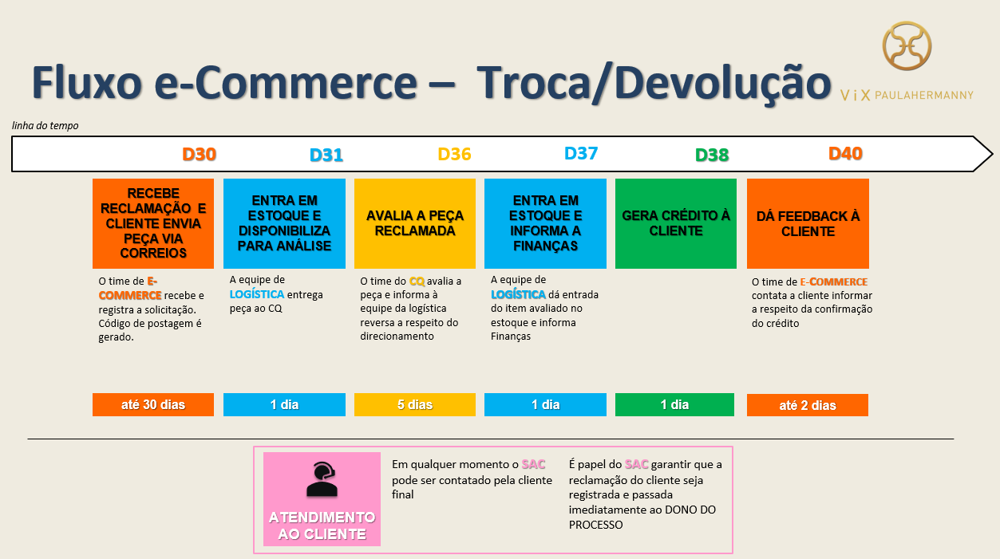 Fluxo e-Commerce – Troca/Devolução
ViX PAULAHERMANNY
linha do tempo
D30
D31
D36
D37
D38
D40
RECEBE
RECLAMAÇÃO E
CLIENTE ENVIA
PEÇA VIA
CORREIOS
ENTRA EM
ESTOQUE E
DISPONIBILIZA
PARA ANÁLISE
AVALIA A PEÇA
RECLAMADA
ENTRA EM
ESTOQUE E
INFORMA A
FINANÇAS
GERA CRÉDITO À
CLIENTE
DÁ FEEDBACK À
CLIENTE
O time de E-
COMMERCE recebe e
registra a solicitação.
Código de postagem é
gerado.
A equipe de
LOGÍSTICA entrega
peça ao CQ
O time do CQ avalia a
peça e informa à
equipe da logística
reversa a respeito do
direcionamento
A equipe de
LOGÍSTICA dá entrada
do item avaliado no
estoque e informa
Finanças
O time de E-COMMERCE
contata a cliente informar
a respeito da confirmação
do crédito
até 30 dias
1 dia
5 dias
1 dia
1 dia
até 2 dias
ATENDIMENTO
AO CLIENTE
Em qualquer momento o SAC
pode ser contatado pela cliente
final
É papel do SAC garantir que a
reclamação do cliente seja
registrada e passada
imediatamente ao DONO DO
PROCESSO